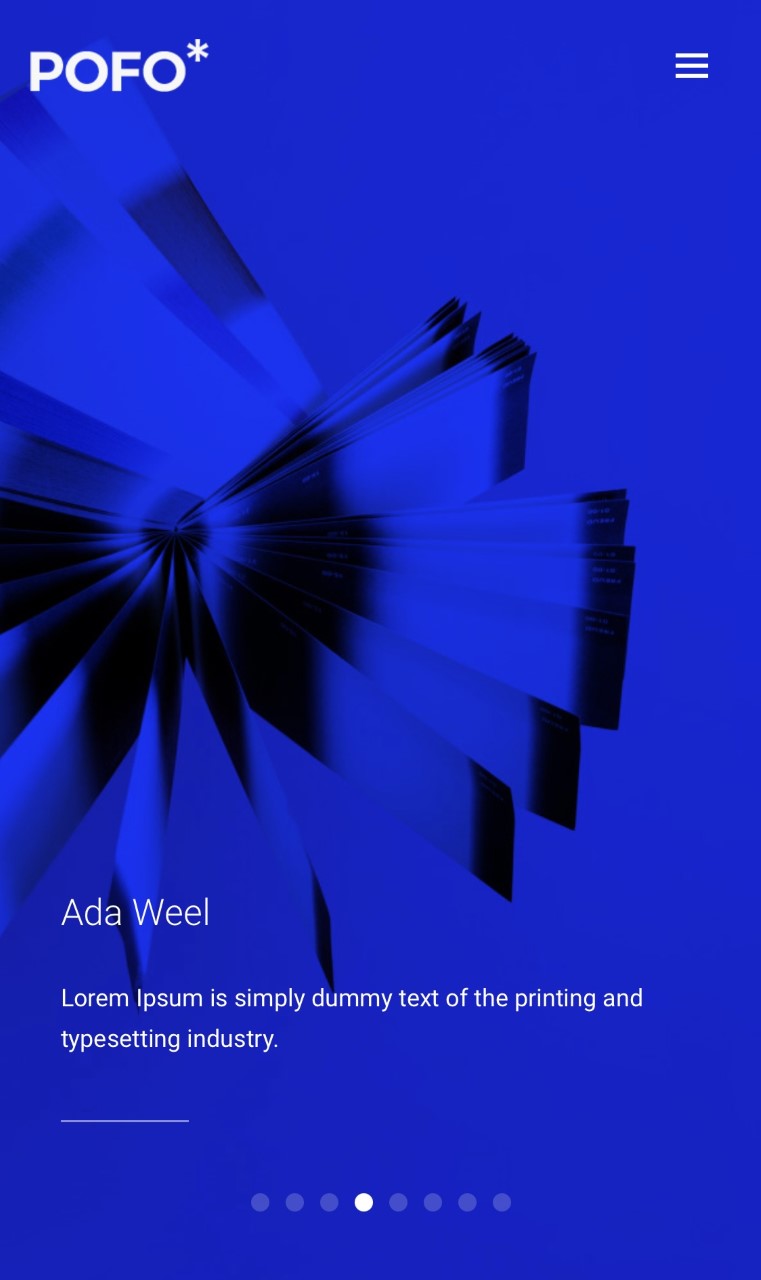 POFO*
Ada Weel
Lorem Ipsum is simply dummy text of the printing and
typesetting industry.